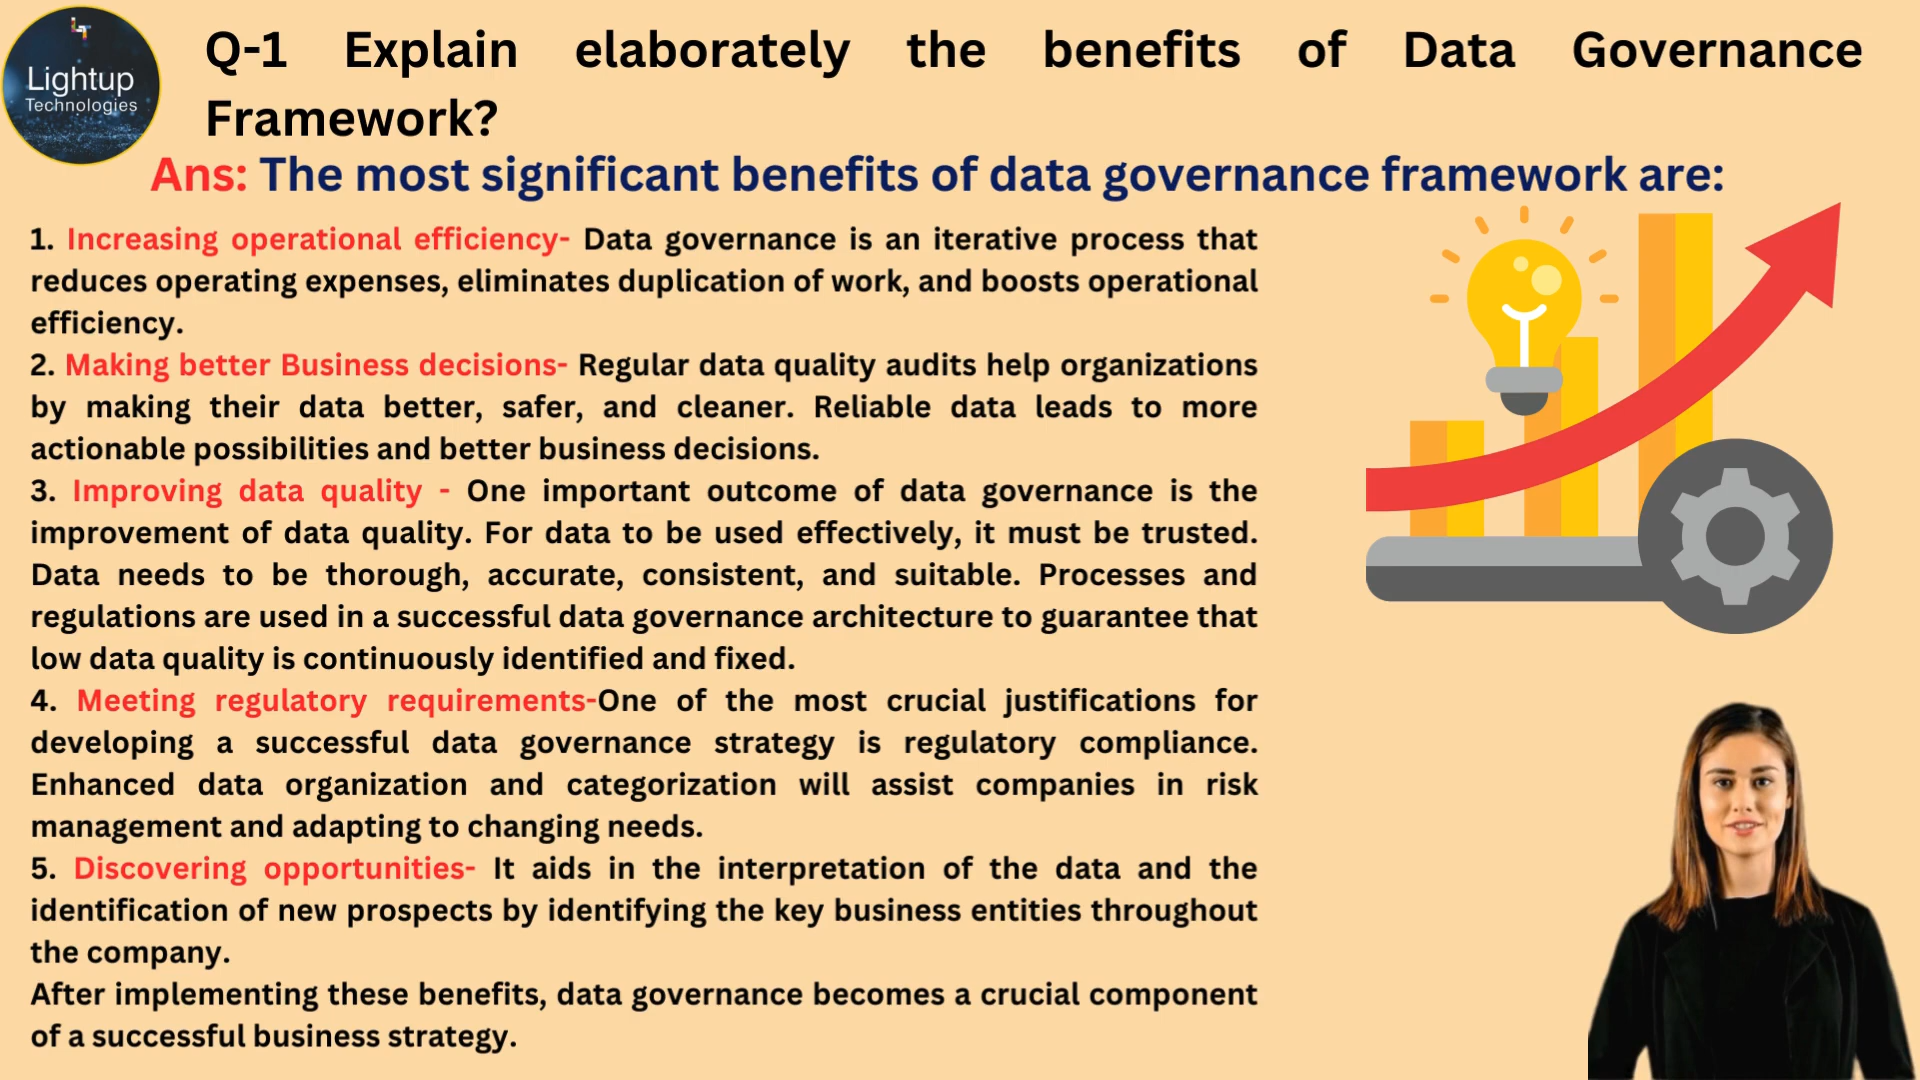 LT
Lightup
Technologies
Q-1 Explain elaborately the benefits of Data Governance
Framework?
Ans: The most significant benefits of data governance framework are:
1. Increasing operational efficiency- Data governance is an iterative process that
reduces operating expenses, eliminates duplication of work, and boosts operational
efficiency.
2. Making better Business decisions- Regular data quality audits help organizations
by making their data better, safer, and cleaner. Reliable data leads to more
actionable possibilities and better business decisions.
3. Improving data quality - One important outcome of data governance is the
improvement of data quality. For data to be used effectively, it must be trusted.
Data needs to be thorough, accurate, consistent, and suitable. Processes and
regulations are used in a successful data governance architecture to guarantee that
low data quality is continuously identified and fixed.
4. Meeting regulatory requirements-One of the most crucial justifications for
developing a successful data governance strategy is regulatory compliance.
Enhanced data organization and categorization will assist companies in risk
management and adapting to changing needs.
5. Discovering opportunities- It aids in the interpretation of the data and the
identification of new prospects by identifying the key business entities throughout
the company.
After implementing these benefits, data governance becomes a crucial component
of a successful business strategy.